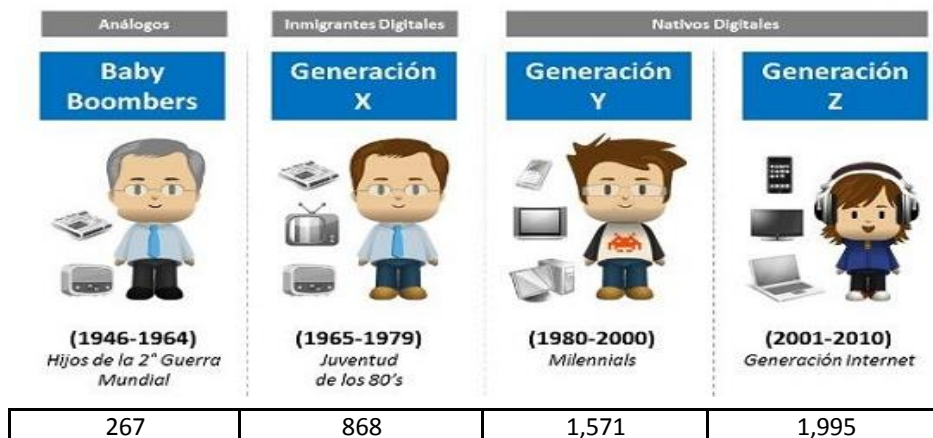 Análogos
Inmigrantes Digitales
Nativos Digitales
Baby
Boombers
Generación
X
Generación
Y
Generación
Z
(1946-1964)
Hijos de la 2° Guerra
Mundial
(1965-1979)
Juventud
de los 80's
(1980-2000)
Milennials
(2001-2010)
Generación Internet
267
868
1,571
1,995